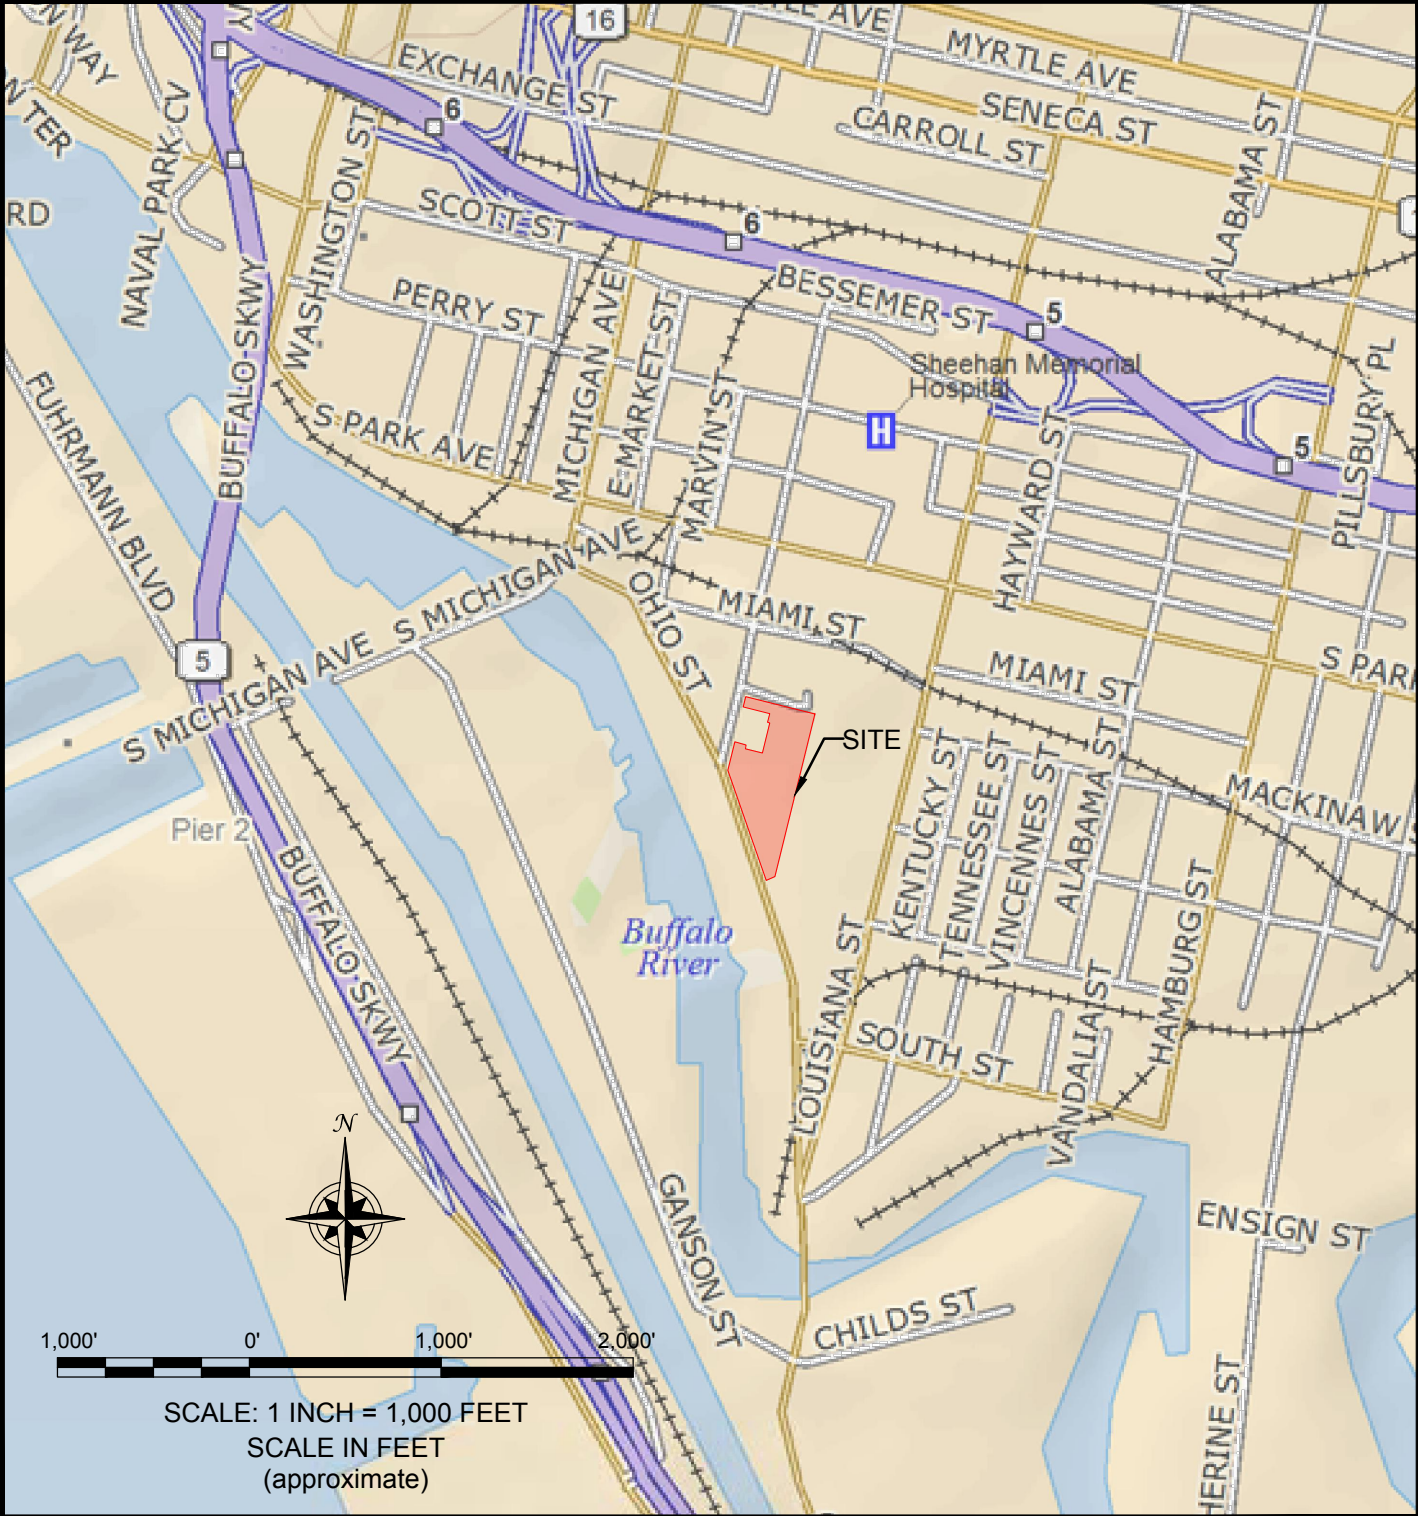 16
MYRTLE AVE
EXCHANGE ST
SENECA ST
CARROLL ST
N WAY
N TER
RD
NAVAL PARK CV
WASHINGTON ST
6
SCOTT ST
6
ALABAMA ST
BUFFALO SKWY
PERRY ST
BESSEMER ST
5
MICHIGAN AVE
E MARKET ST
MARVIN ST
Sheehan Memorial
Hospital
H
PILLSBURY PL
FUHRMANN BLVD
S PARK AVE
HAYWARD ST
5
S MICHIGAN AVE
OHIO ST
MIAMI ST
5
S MICHIGAN AVE
MIAMI ST
S PARK
SITE
KENTUCKY ST
TENNESSEE ST
VINCENNES ST
ALABAMA ST
MACKINAW S
Pier 2
BUFFALO SKWY
Buffalo
River
LOUISIANA ST
HAMBURG ST
SOUTH ST
VANDALIA ST
N
GANSON ST
ENSIGN ST
CHILDS ST
HERINE ST
1,000' 0' 1,000' 2,000'
SCALE: 1 INCH = 1,000 FEET
SCALE IN FEET
(approximate)